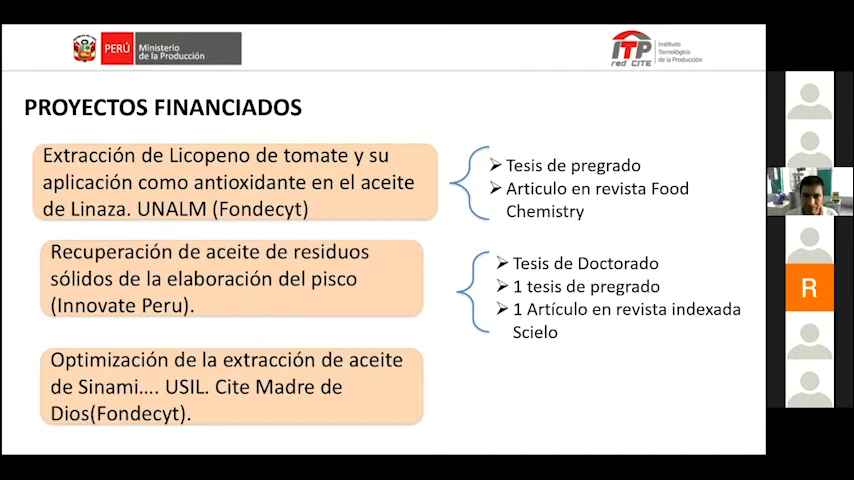 PERÚ
Ministerio
de la Producción
ITP
red CITE
Instituto
Tecnológico
de la Producción
PROYECTOS FINANCIADOS
Extracción de Licopeno de tomate y su
aplicación como antioxidante en el aceite
de Linaza. UNALM (Fondecyt)
Tesis de pregrado
Articulo en revista Food
Chemistry
Recuperación de aceite de residuos
sólidos de la elaboración del pisco
(Innovate Peru).
Tesis de Doctorado
1 tesis de pregrado
1 Artículo en revista indexada
Scielo
Optimización de la extracción de aceite
de Sinami.... USIL. Cite Madre de
Dios(Fondecyt).
R